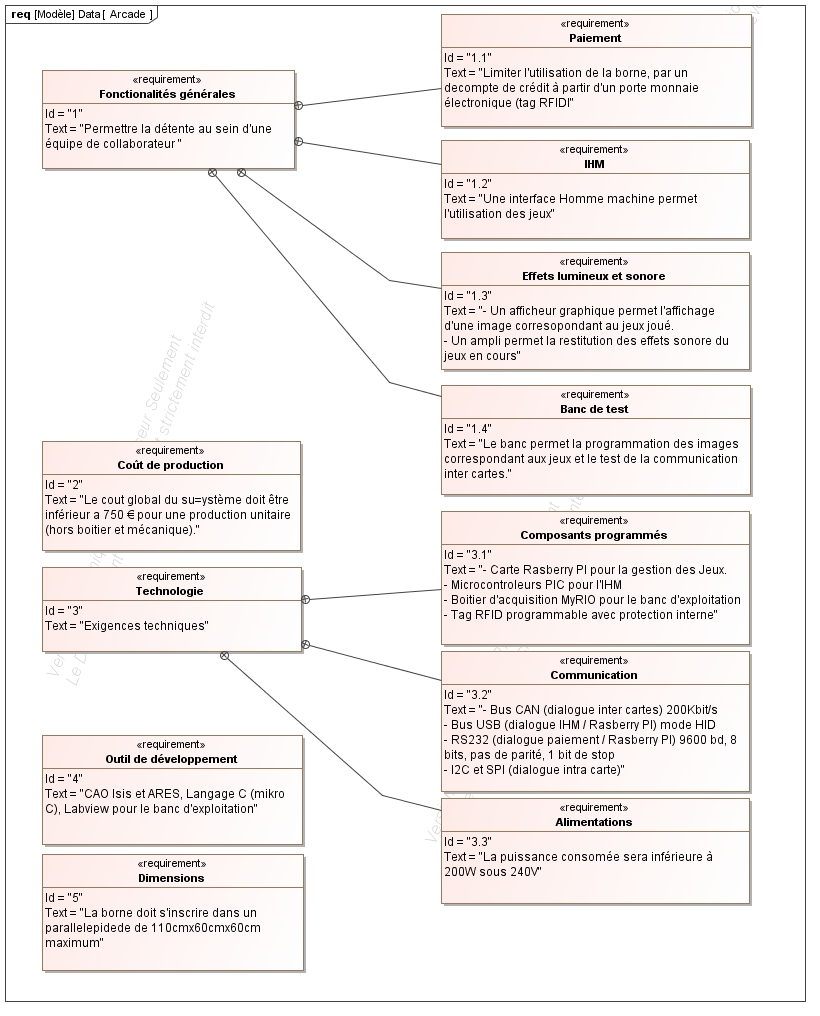 req [Modèle] Data[ Arcade ]
«requirement»
Fonctionalités générales
Id = "1"
Text = "Permettre la détente au sein d'une
équipe de collaborateur "
«requirement»
Paiement
Id = "1.1"
Text = "Limiter l'utilisation de la borne, par un
decompte de crédit à partir d'un porte monnaie
électronique (tag RFIDI"
«requirement»
IHM
Id = "1.2"
Text = "Une interface Homme machine permet
l'utilisation des jeux"
«requirement»
Effets lumineux et sonore
Id = "1.3"
Text = "- Un afficheur graphique permet l'affichage
d'une image corresopondant au jeux joué.
- Un ampli permet la restitution des effets sonore du
jeux en cours"
«requirement»
Banc de test
Id = "1.4"
Text = "Le banc permet la programmation des images
correspondant aux jeux et le test de la communication
inter cartes."
«requirement»
Coût de production
Id = "2"
Text = "Le cout global du su=ystème doit être
inférieur a 750 € pour une production unitaire
(hors boitier et mécanique)."
«requirement»
Technologie
Id = "3"
Text = "Exigences techniques"
«requirement»
Composants programmés
Id = "3.1"
Text = "- Carte Rasberry PI pour la gestion des Jeux.
- Microcontroleurs PIC pour l'IHM
- Boitier d'acquisition MyRIO pour le banc d'exploitation
- Tag RFID programmable avec protection interne"
«requirement»
Communication
Id = "3.2"
Text = "- Bus CAN (dialogue inter cartes) 200Kbit/s
- Bus USB (dialogue IHM / Rasberry PI) mode HID
- RS232 (dialogue paiement / Rasberry PI) 9600 bd, 8
bits, pas de parité, 1 bit de stop
- I2C et SPI (dialogue intra carte)"
«requirement»
Alimentations
Id = "3.3"
Text = "La puissance consomée sera inférieure à
200W sous 240V"
«requirement»
Outil de développement
Id = "4"
Text = "CAO Isis et ARES, Langage C (mikro
C), Labview pour le banc d'exploitation"
«requirement»
Dimensions
Id = "5"
Text = "La borne doit s'inscrire dans un
parallelepidede de 110cmx60cmx60cm
maximum"
Seulement
strictement interdit